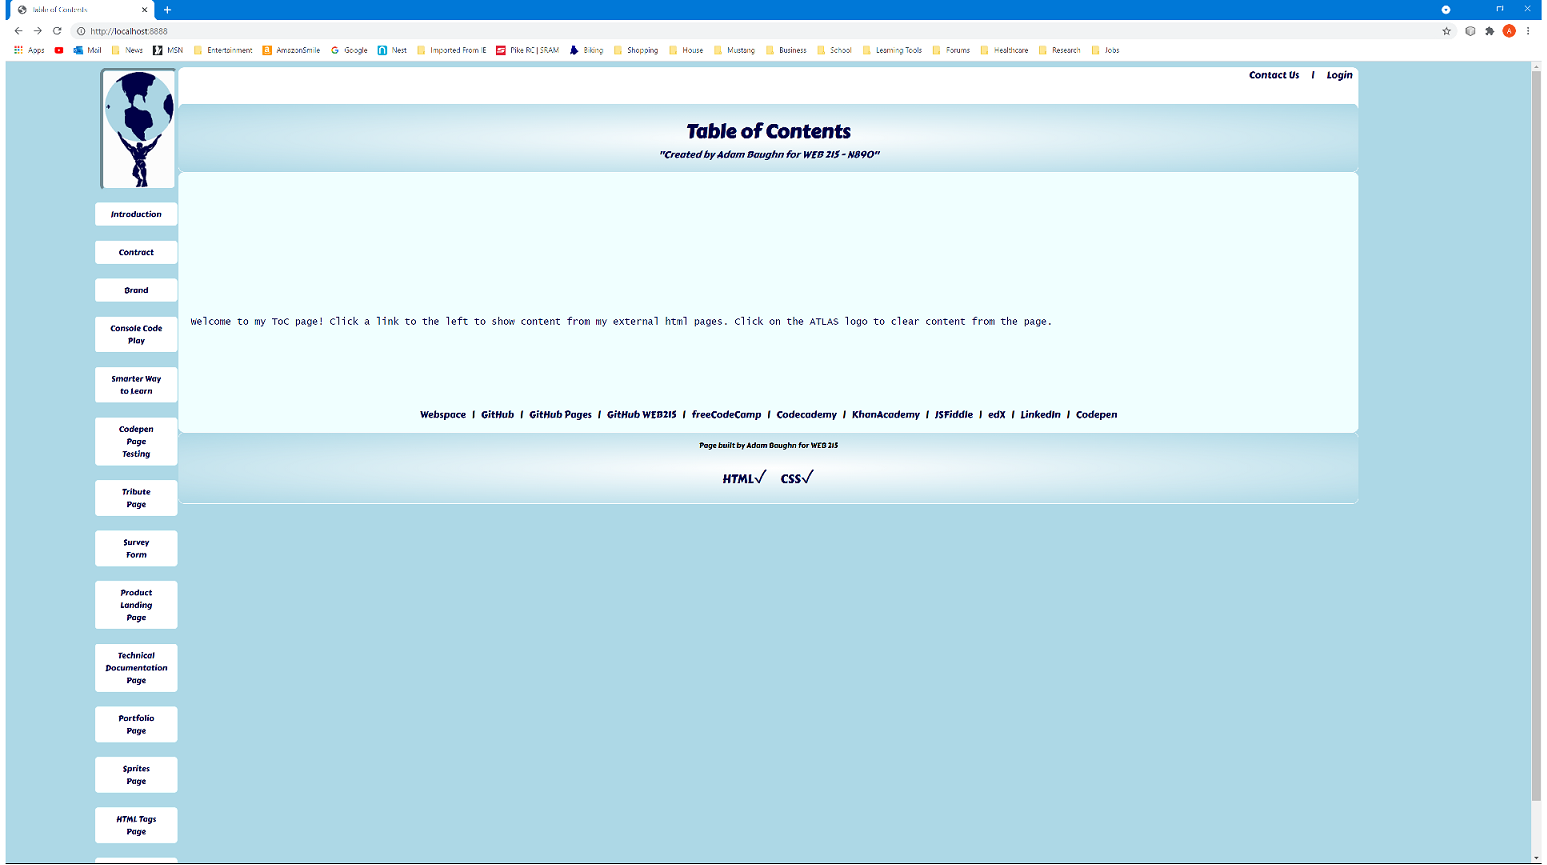 Table of Contents
http://localhost:8888
Apps Mail News MSN Entertainment AmazonSmile Google Nest Imported From IE Pike RC | SRAM Biking Shopping House Mustang Business School Learning Tools Forums Healthcare Research Jobs
Contact Us | Login
Table of Contents
"Created by Adam Baughn for WEB 215 - N890"
Introduction
Contract
Brand
Console Code
Play
Smarter Way
to Learn
Codepen
Page
Testing
Tribute
Page
Survey
Form
Product
Landing
Page
Technical
Documentation
Page
Portfolio
Page
Sprites
Page
HTML Tags
Page
Welcome to my ToC page! Click a link to the left to show content from my external html pages. Click on the ATLAS logo to clear content from the page.
Webspace | GitHub | GitHub Pages | GitHub WEB215 | freeCodeCamp | Codecademy | KhanAcademy | JSFiddle | edX | LinkedIn | Codepen
Page built by Adam Baughn for WEB 215
HTML✓ CSS✓